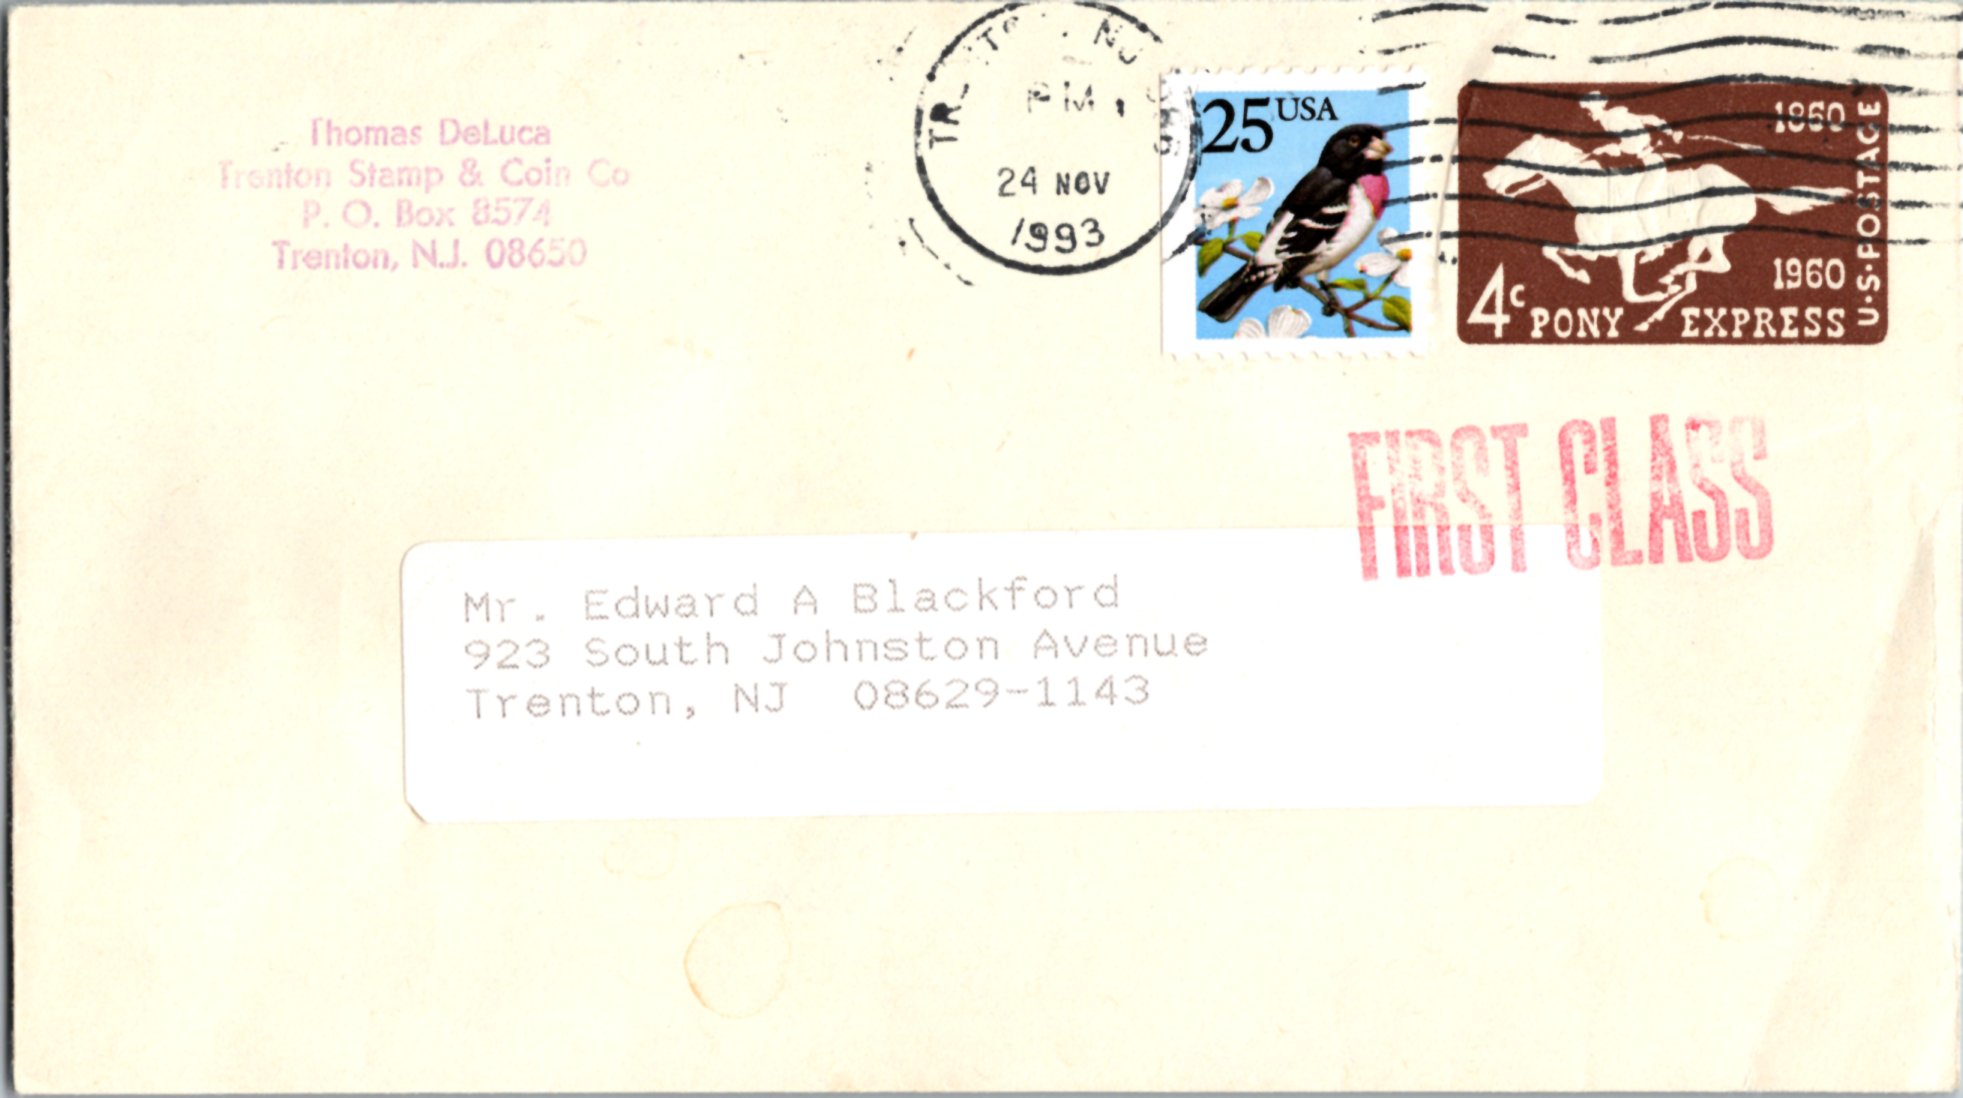 Thomas DeLuca
Trenton Stamp & Coin Co
P. O. Box 8574
Trenton, N.J. 08650
NJ
PM
24 NOV
1993
25 USA
1860
1960
4c PONY EXPRESS
U.S. POSTAGE
FIRST CLASS
Mr. Edward A Blackford
923 South Johnston Avenue
Trenton, NJ 08629-1143